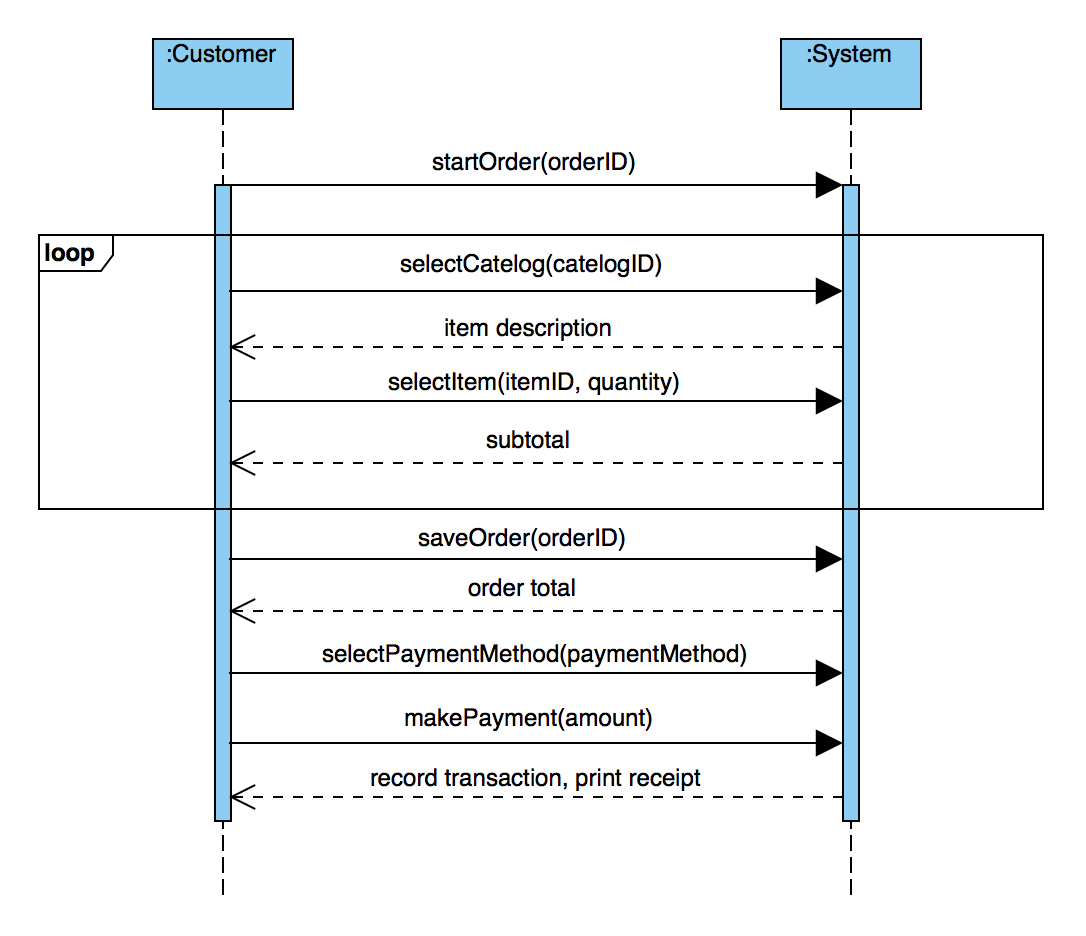 :Customer
:System
startOrder(orderID)
loop
selectCatelog(catelogID)
item description
selectItem(itemID, quantity)
subtotal
saveOrder(orderID)
order total
selectPaymentMethod(paymentMethod)
makePayment(amount)
record transaction, print receipt